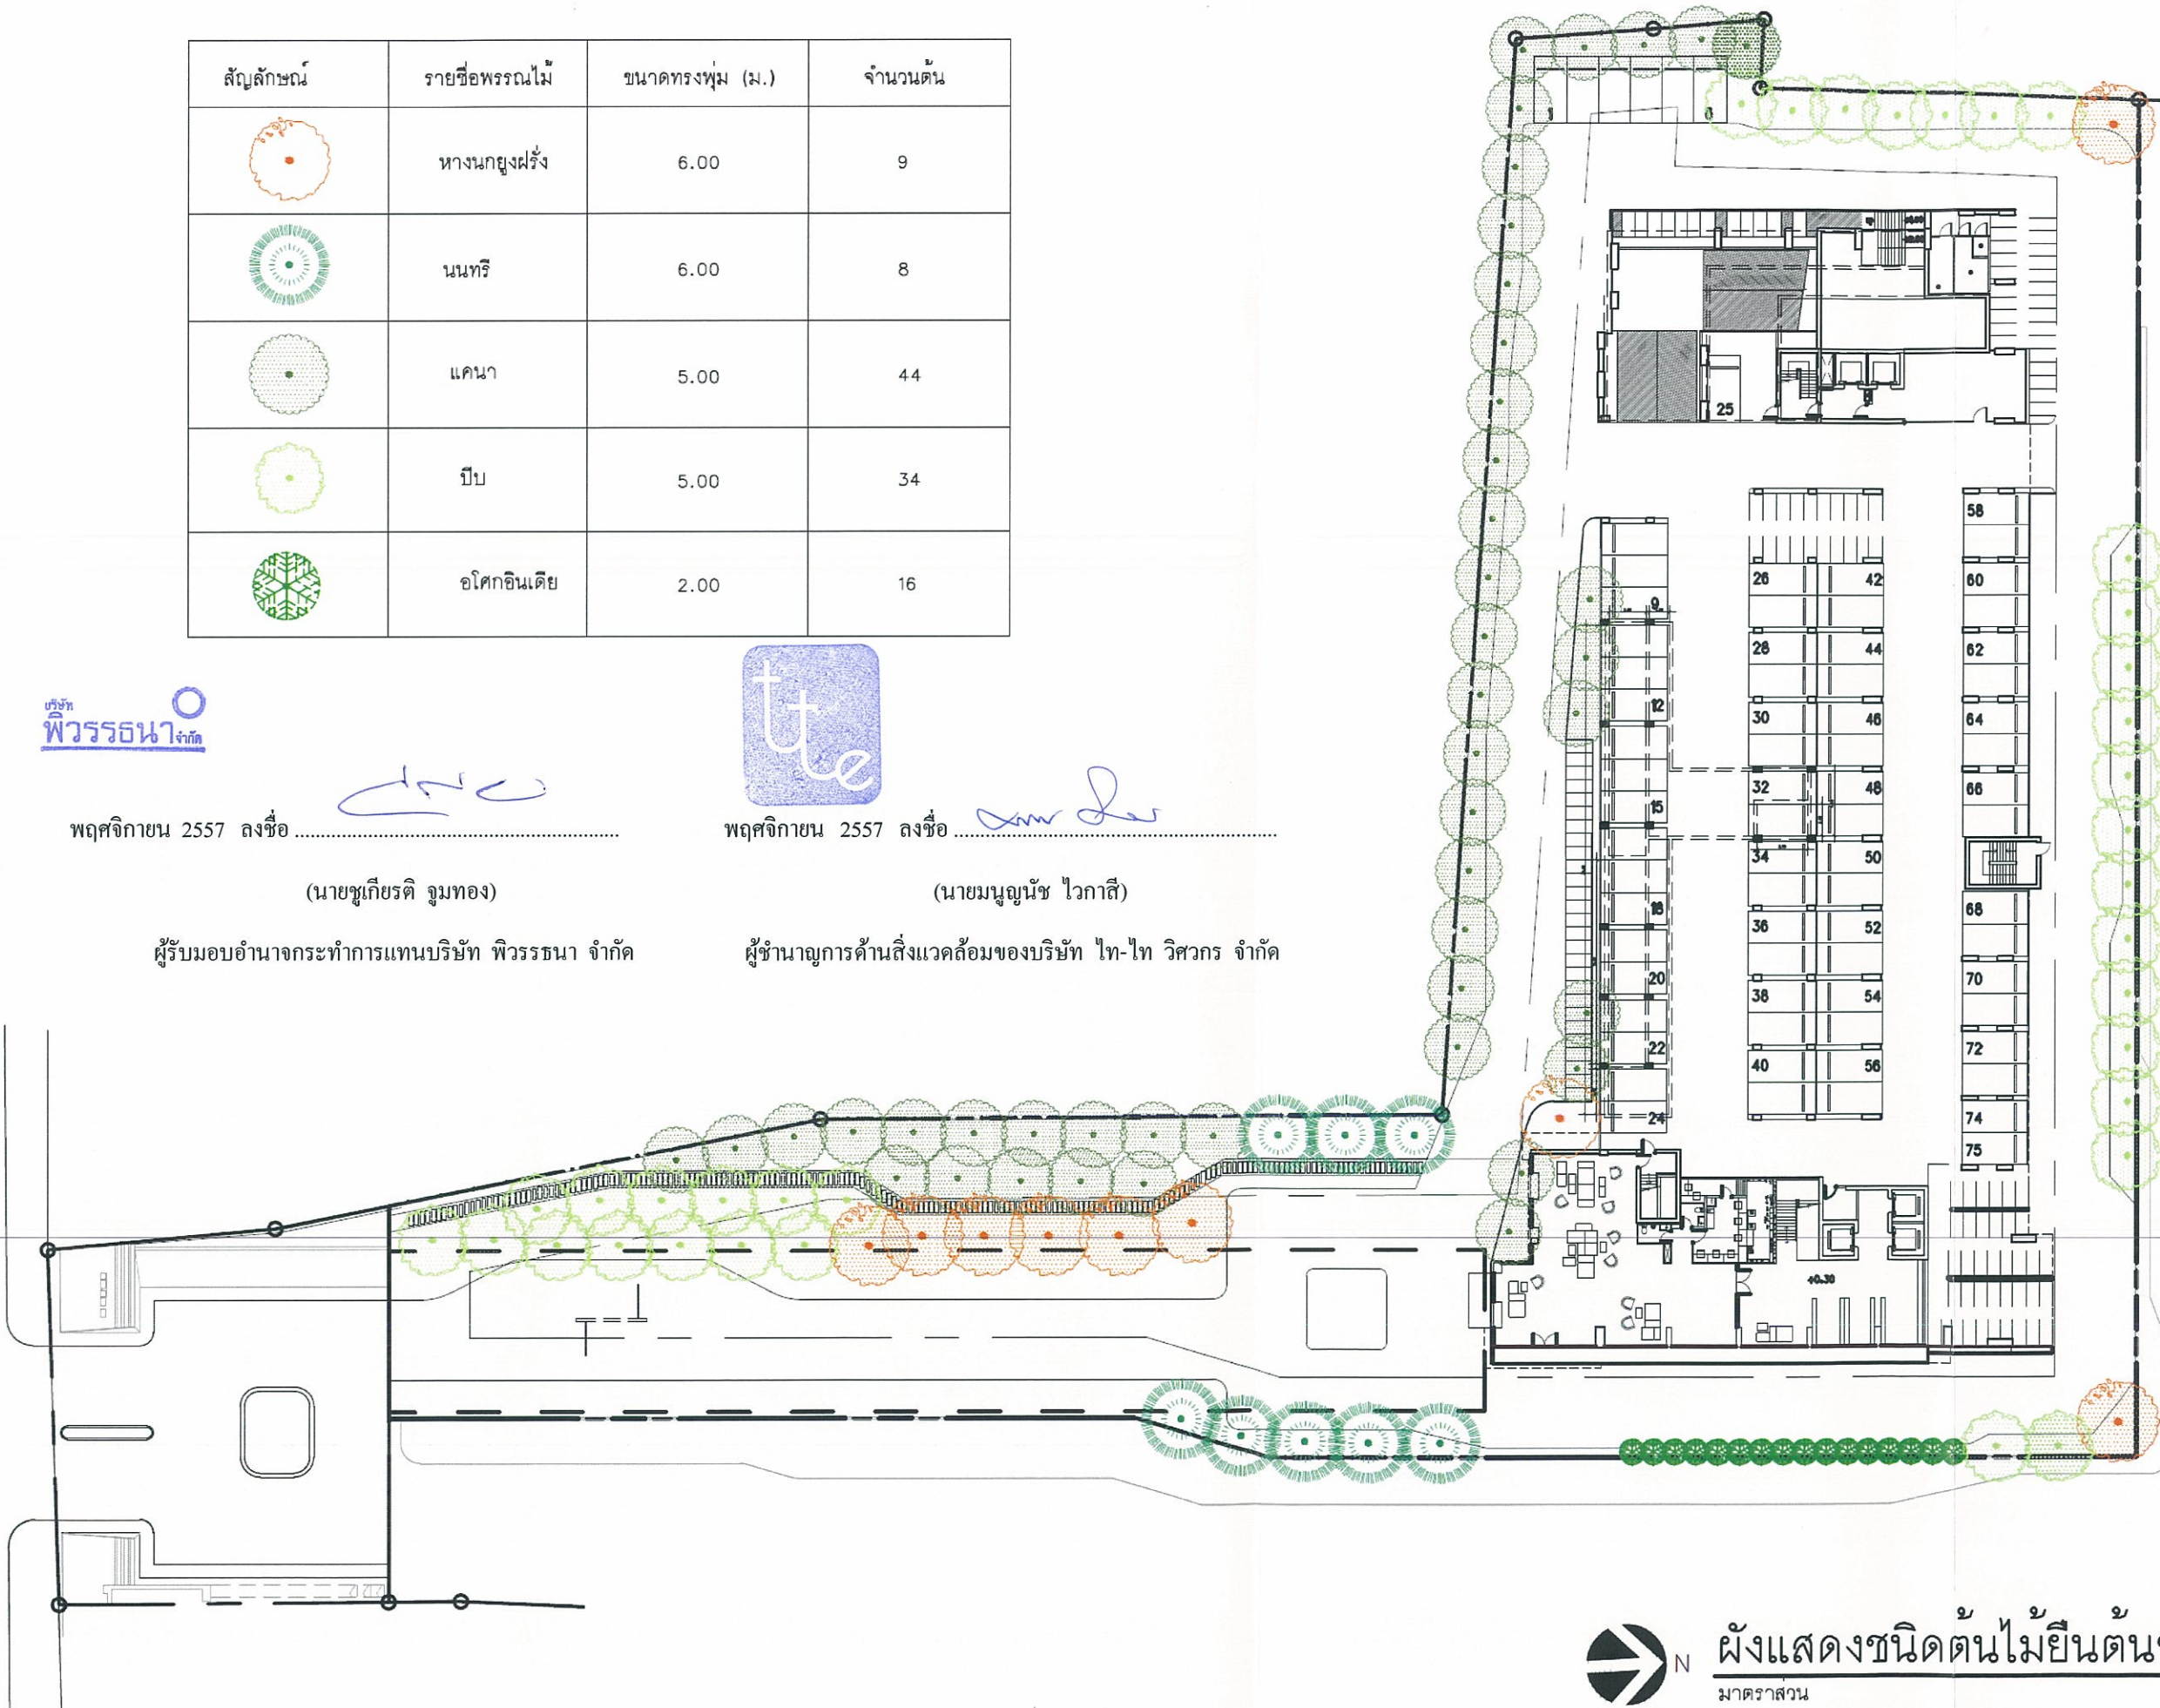 สัญลักษณ์ รายชื่อพรรณไม้ ขนาดทรงพุ่ม (ม.) จำนวนต้น
หางนกยูงฝรั่ง 6.00 9
นนทรี 6.00 8
แคนา 5.00 44
ปีบ 5.00 34
อโศกอินเดีย 2.00 16
บริษัท
พิวรรธนา จำกัด
tte
พฤศจิกายน 2557 ลงชื่อ
(นายชูเกียรติ จูมทอง)
ผู้รับมอบอำนาจกระทำการแทนบริษัท พิวรรธนา จำกัด
พฤศจิกายน 2557 ลงชื่อ
(นายมนูญนัช ไวกาสี)
ผู้ชำนาญการด้านสิ่งแวดล้อมของบริษัท ไท-ไท วิศวกร จำกัด
25
58
9 26 42 60
28 44 62
12 30 46 64
15 32 48 66
34 50
18 36 52 68
20 38 54 70
22 40 56 72
24 74
75
+0.30
N
ผังแสดงชนิดต้นไม้ยืนต้น
มาตราส่วน